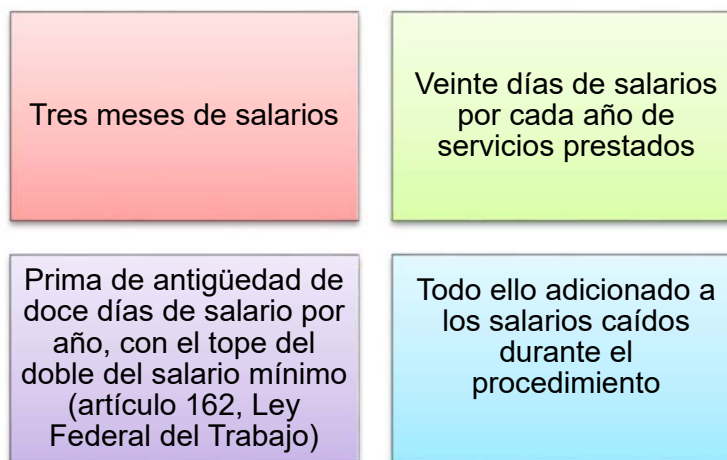 Tres meses de salarios
Veinte días de salarios
por cada año de
servicios prestados
Prima de antigüedad de
doce días de salario por
año, con el tope del
doble del salario mínimo
(artículo 162, Ley
Federal del Trabajo)
Todo ello adicionado a
los salarios caídos
durante el
procedimiento